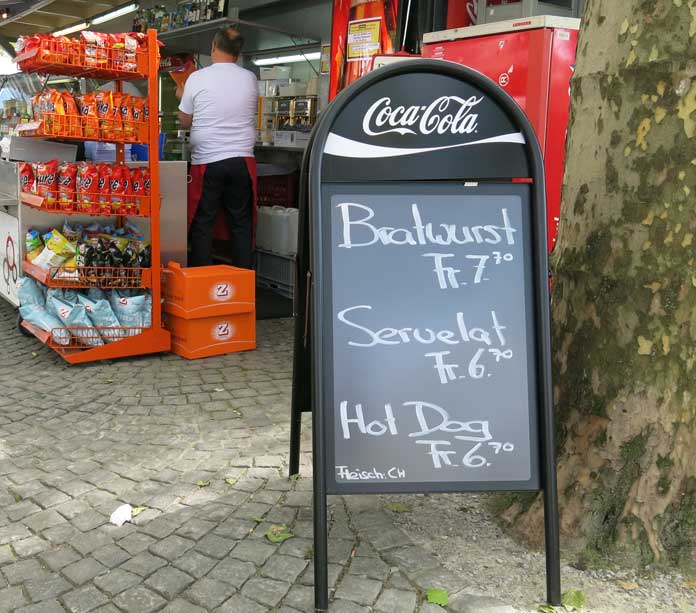 Coca-Cola
Bratwurst
Fr. 7.70
Servelat
Fr. 6.70
Hot Dog
Fr. 6.70
Fleisch: CH
Z
Z